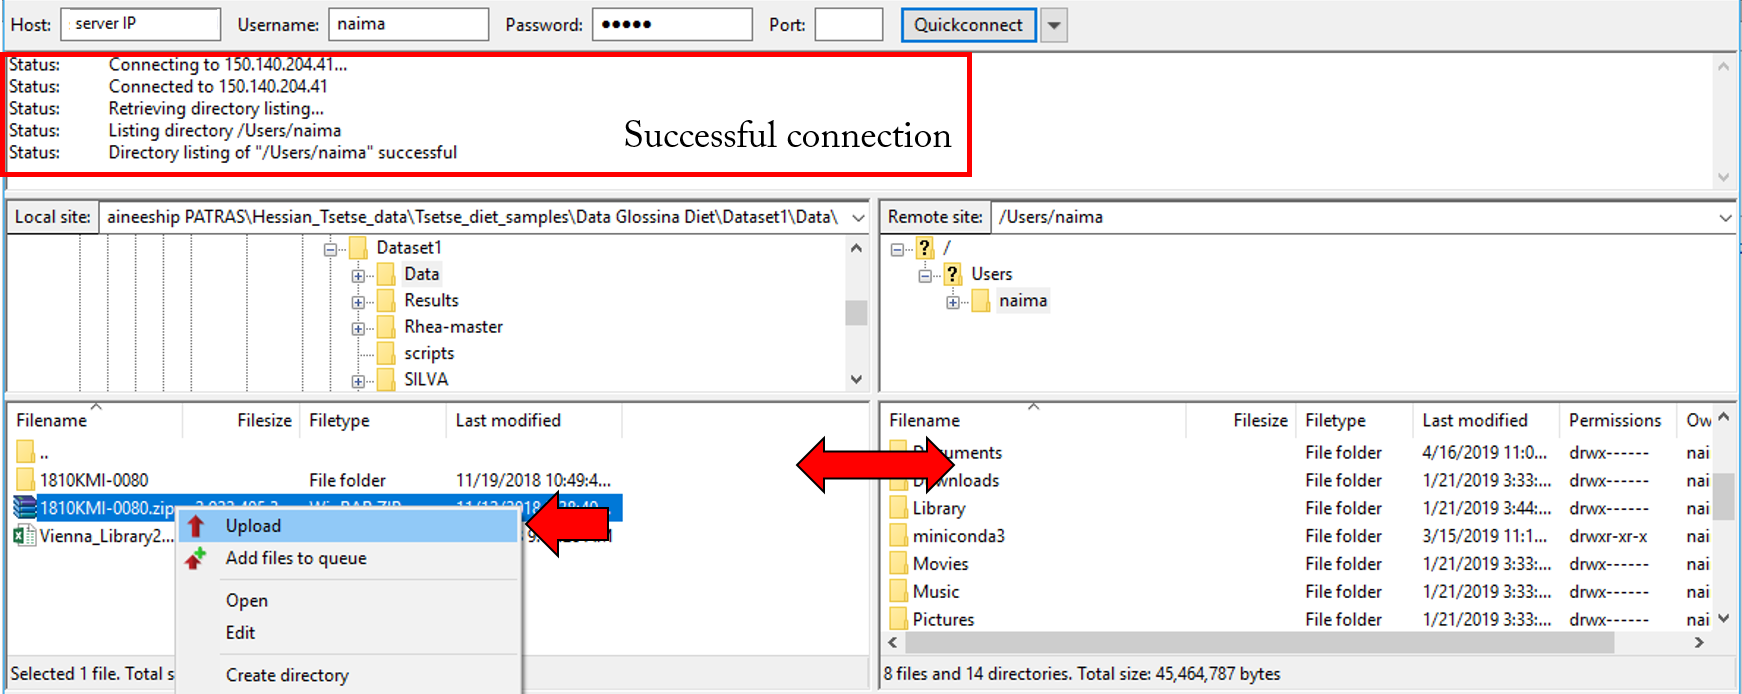 Host: server IP Username: naima Password: ●●●●● Port: Quickconnect
Status: Connecting to 150.140.204.41...
Status: Connected to 150.140.204.41
Status: Retrieving directory listing...
Status: Listing directory /Users/naima
Status: Directory listing of "/Users/naima" successful
Successful connection
Local site: aineeship PATRAS\Hessian_Tsetse_data\Tsetse_diet_samples\Data Glossina Diet\Dataset1\Data\
Dataset1
Data
Results
Rhea-master
scripts
SILVA
Remote site: /Users/naima
/
Users
naima
Filename Filesize Filetype Last modified
..
1810KMI-0080 File folder 11/19/2018 10:49:4...
1810KMI-0080.zip
Vienna_Library2...
Upload
Add files to queue
Open
Edit
Create directory
Selected 1 file. Total s
Filename Filesize Filetype Last modified Permissions Ow
File folder 4/16/2019 11:0... drwx------ nai
File folder 1/21/2019 3:33:... drwx------ nai
Library File folder 1/21/2019 3:44:... drwx------ nai
miniconda3 File folder 3/15/2019 11:1... drwxr-xr-x nai
Movies File folder 1/21/2019 3:33:... drwx------ nai
Music File folder 1/21/2019 3:33:... drwx------ nai
Pictures File folder 1/21/2019 3:33:... drwx------ nai
8 files and 14 directories. Total size: 45,464,787 bytes